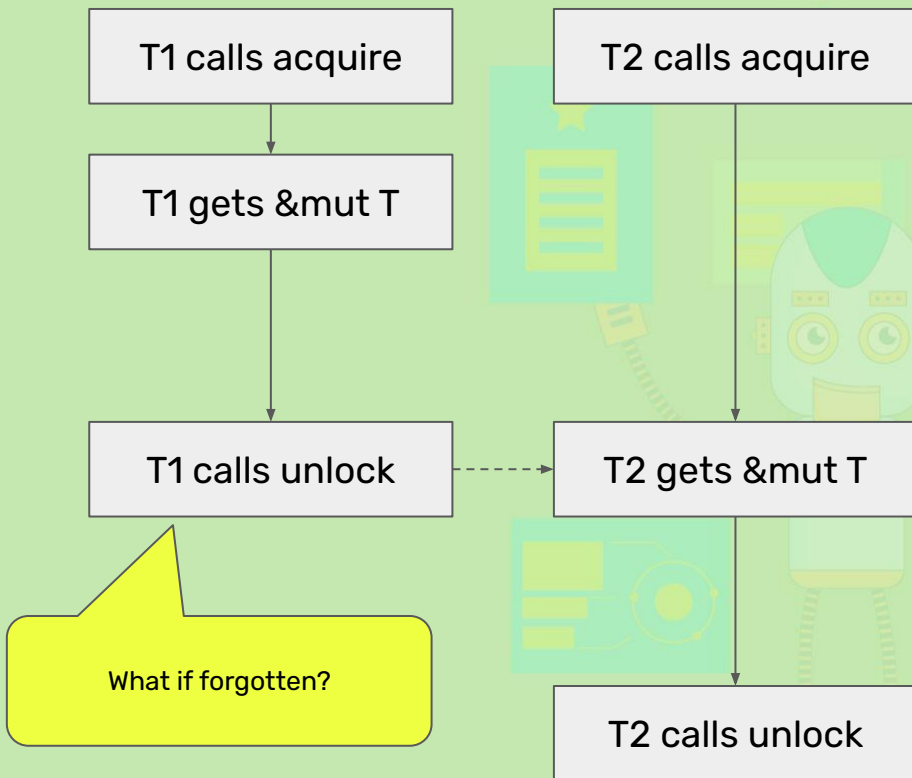 T1 calls acquire
T2 calls acquire
T1 gets &mut T
T1 calls unlock
T2 gets &mut T
What if forgotten?
T2 calls unlock